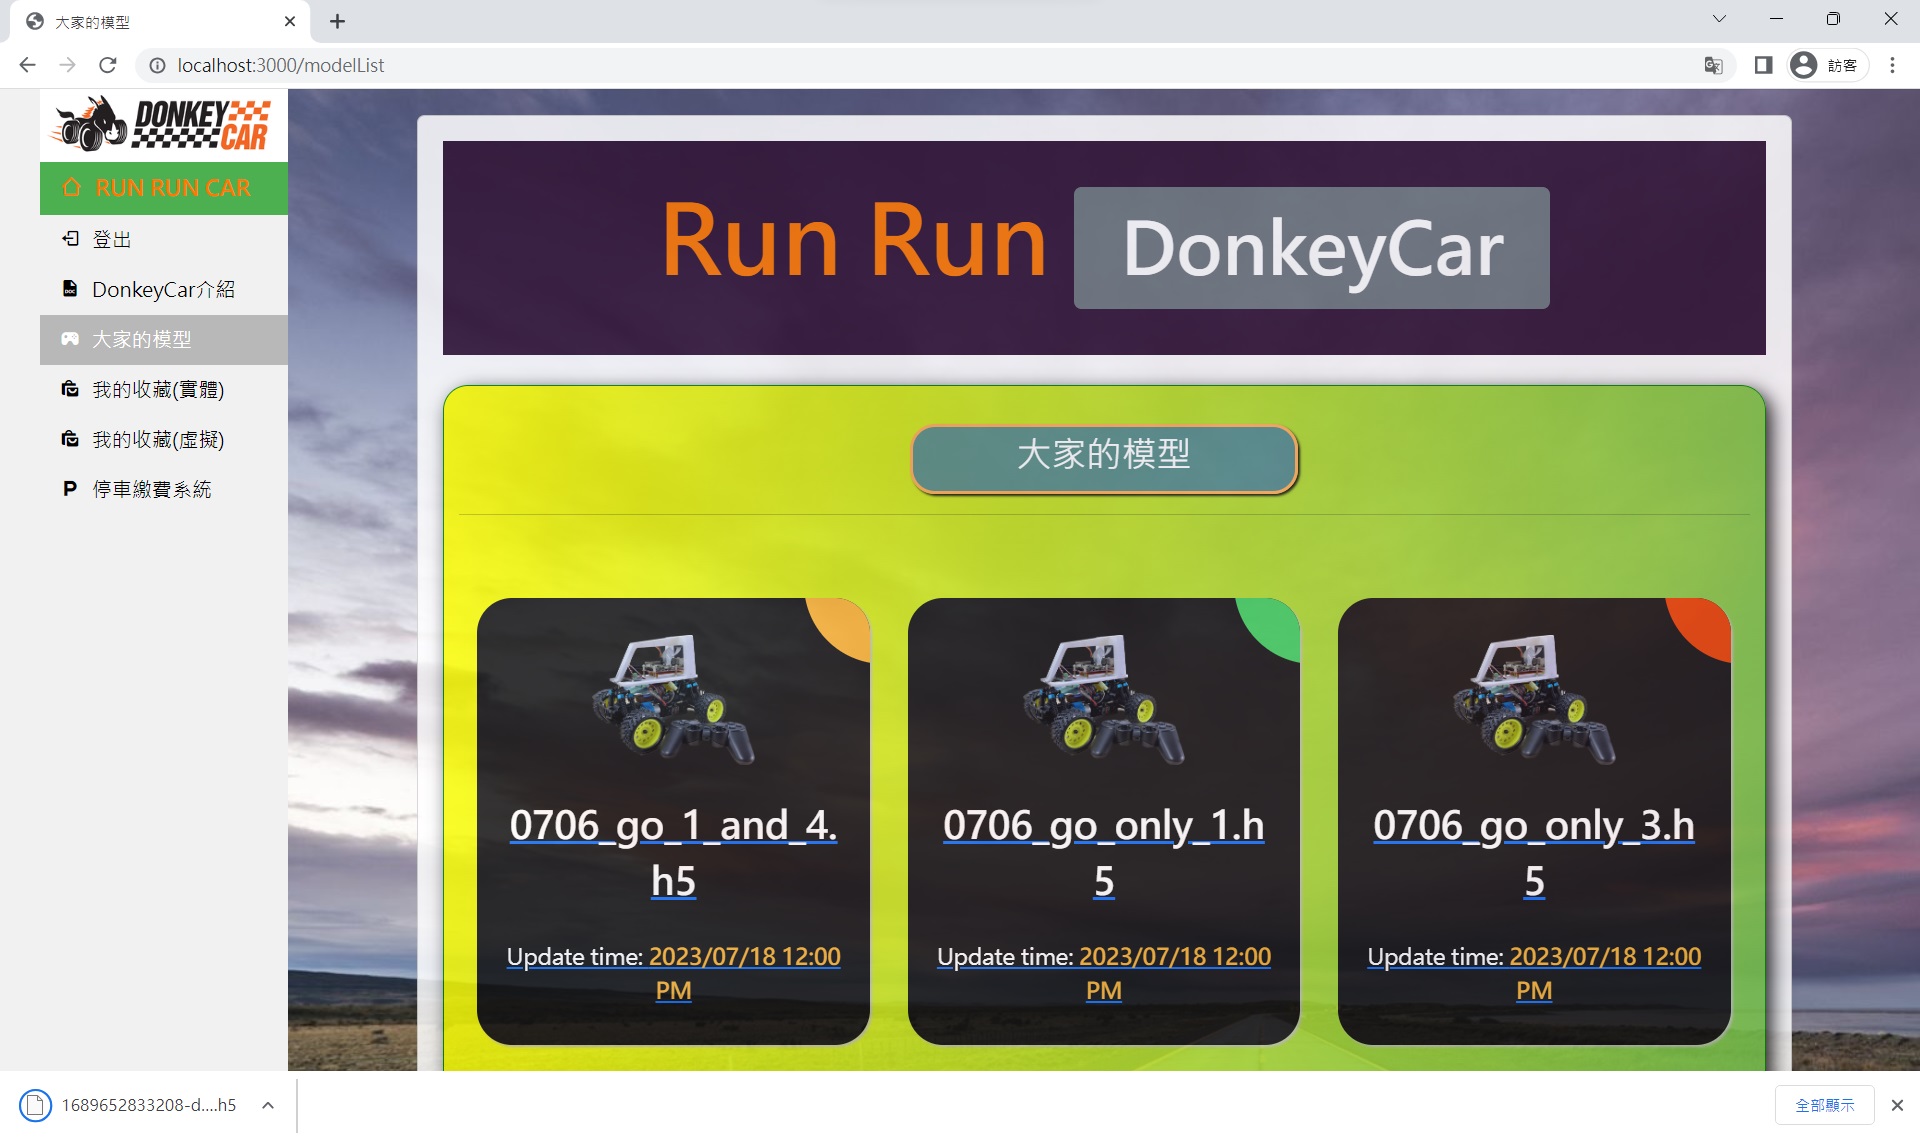 大家的模型
localhost:3000/modelList
訪客
DONKEY
CAR
RUN RUN CAR
登出
DonkeyCar介紹
大家的模型
我的收藏(實體)
我的收藏(虛擬)
P 停車繳費系統
Run Run DonkeyCar
大家的模型
0706_go_1_and_4.
h5
Update time: 2023/07/18 12:00
PM
0706_go_only_1.h
5
Update time: 2023/07/18 12:00
PM
0706_go_only_3.h
5
Update time: 2023/07/18 12:00
PM
1689652833208-d....h5
全部顯示